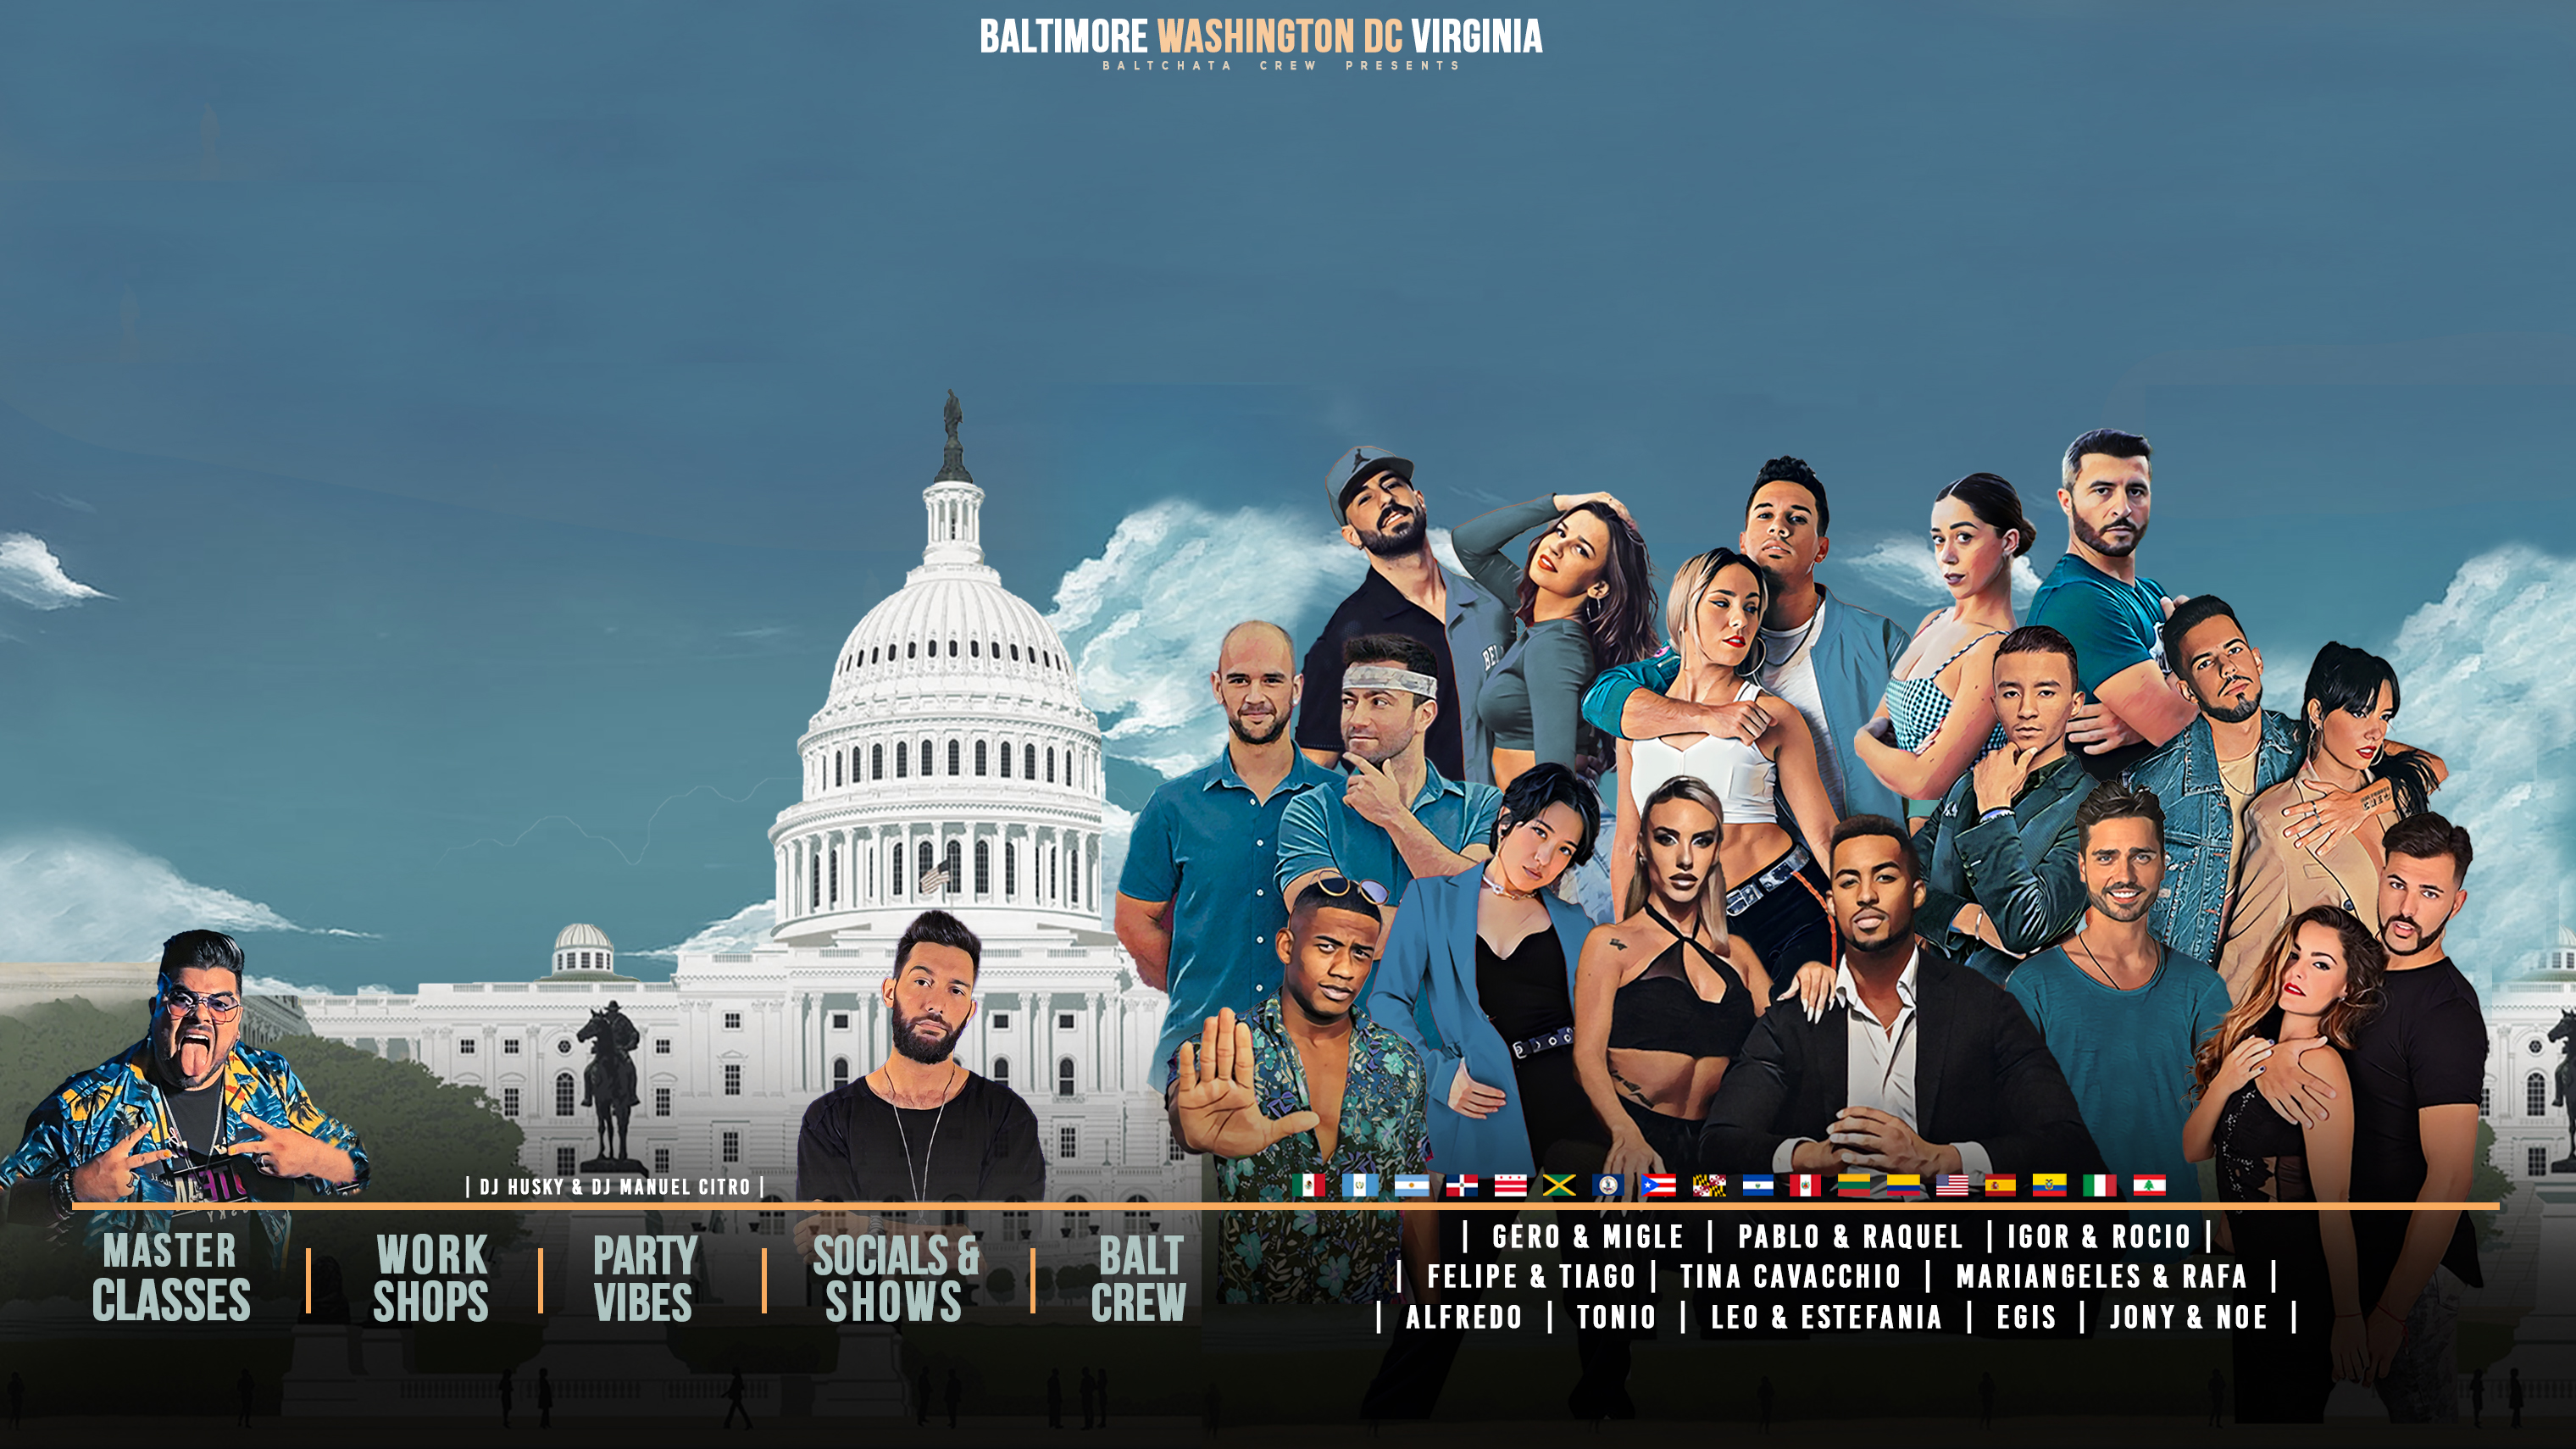 BALTIMORE WASHINGTON DC VIRGINIA
BALTCHATA CREW PRESENTS
BEL
| DJ HUSKY & DJ MANUEL CITRO |
MASTER
CLASSES
WORK
SHOPS
PARTY
VIBES
SOCIALS &
SHOWS
BALT
CREW
| GERO & MIGLE | PABLO & RAQUEL | IGOR & ROCIO |
| FELIPE & TIAGO | TINA CAVACCHIO | MARIANGELES & RAFA |
| ALFREDO | TONIO | LEO & ESTEFANIA | EGIS | JONY & NOE |